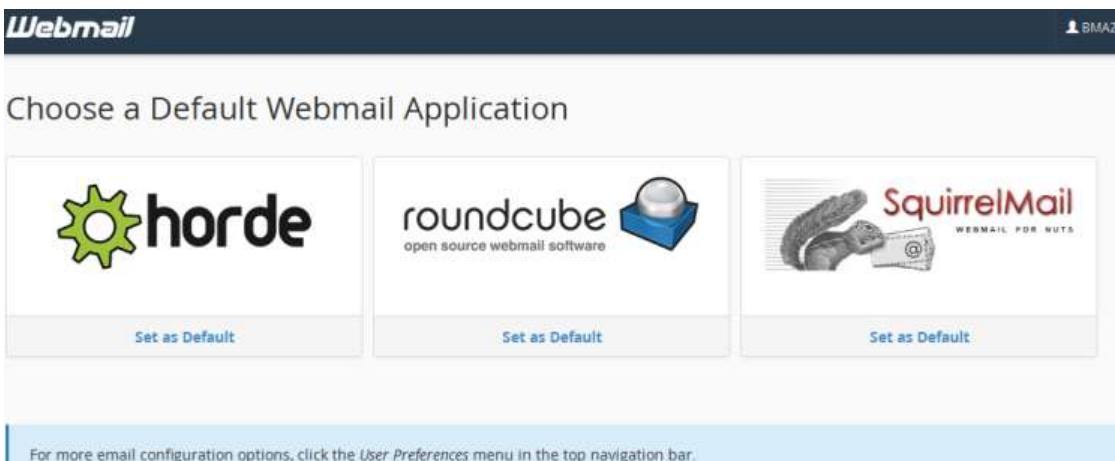 Webmail
BMAZ
Choose a Default Webmail Application
horde
roundcube
open source webmail software
SquirrelMail
WEBMAIL FOR NUTS
@
Set as Default
Set as Default
Set as Default
For more email configuration options, click the User Preferences menu in the top navigation bar.